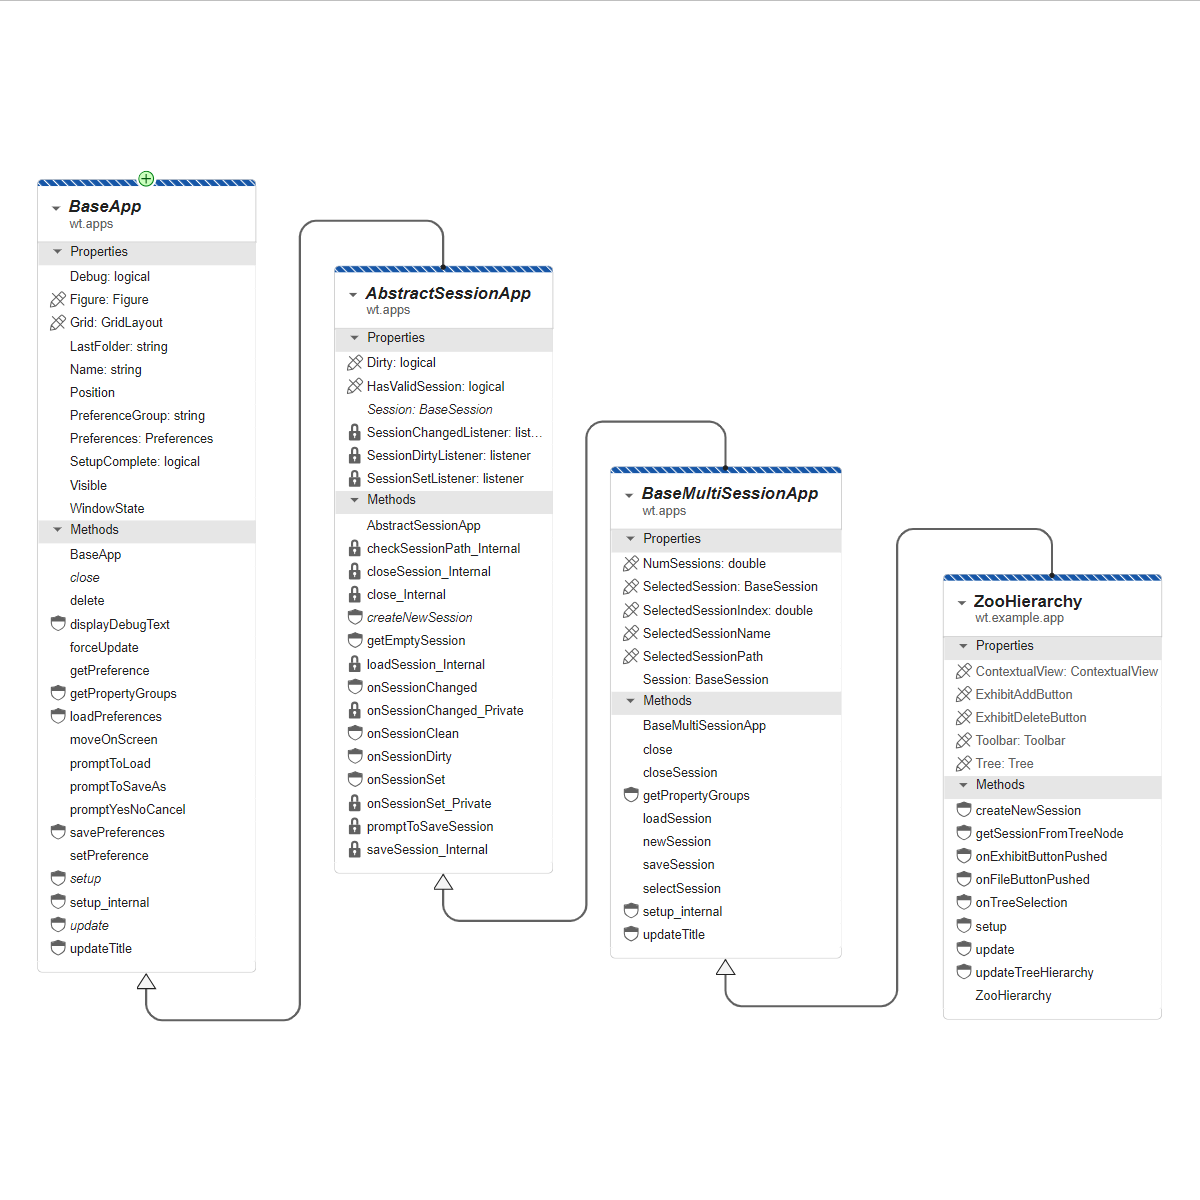 BaseApp
wt.apps
Properties
Debug: logical
Figure: Figure
Grid: GridLayout
LastFolder: string
Name: string
Position
PreferenceGroup: string
Preferences: Preferences
SetupComplete: logical
Visible
WindowState
Methods
BaseApp
close
delete
displayDebugText
forceUpdate
getPreference
getPropertyGroups
loadPreferences
moveOnScreen
promptToLoad
promptToSaveAs
promptYesNoCancel
savePreferences
setPreference
setup
setup_internal
update
updateTitle
AbstractSessionApp
wt.apps
Properties
Dirty: logical
HasValidSession: logical
Session: BaseSession
SessionChangedListener: list...
SessionDirtyListener: listener
SessionSetListener: listener
Methods
AbstractSessionApp
checkSessionPath_Internal
closeSession_Internal
close_Internal
createNewSession
getEmptySession
loadSession_Internal
onSessionChanged
onSessionChanged_Private
onSessionClean
onSessionDirty
onSessionSet
onSessionSet_Private
promptToSaveSession
saveSession_Internal
BaseMultiSessionApp
wt.apps
Properties
NumSessions: double
SelectedSession: BaseSession
SelectedSessionIndex: double
SelectedSessionName
SelectedSessionPath
Session: BaseSession
Methods
BaseMultiSessionApp
close
closeSession
getPropertyGroups
loadSession
newSession
saveSession
selectSession
setup_internal
updateTitle
ZooHierarchy
wt.example.app
Properties
ContextualView: ContextualView
ExhibitAddButton
ExhibitDeleteButton
Toolbar: Toolbar
Tree: Tree
Methods
createNewSession
getSessionFromTreeNode
onExhibitButtonPushed
onFileButtonPushed
onTreeSelection
setup
update
updateTreeHierarchy
ZooHierarchy